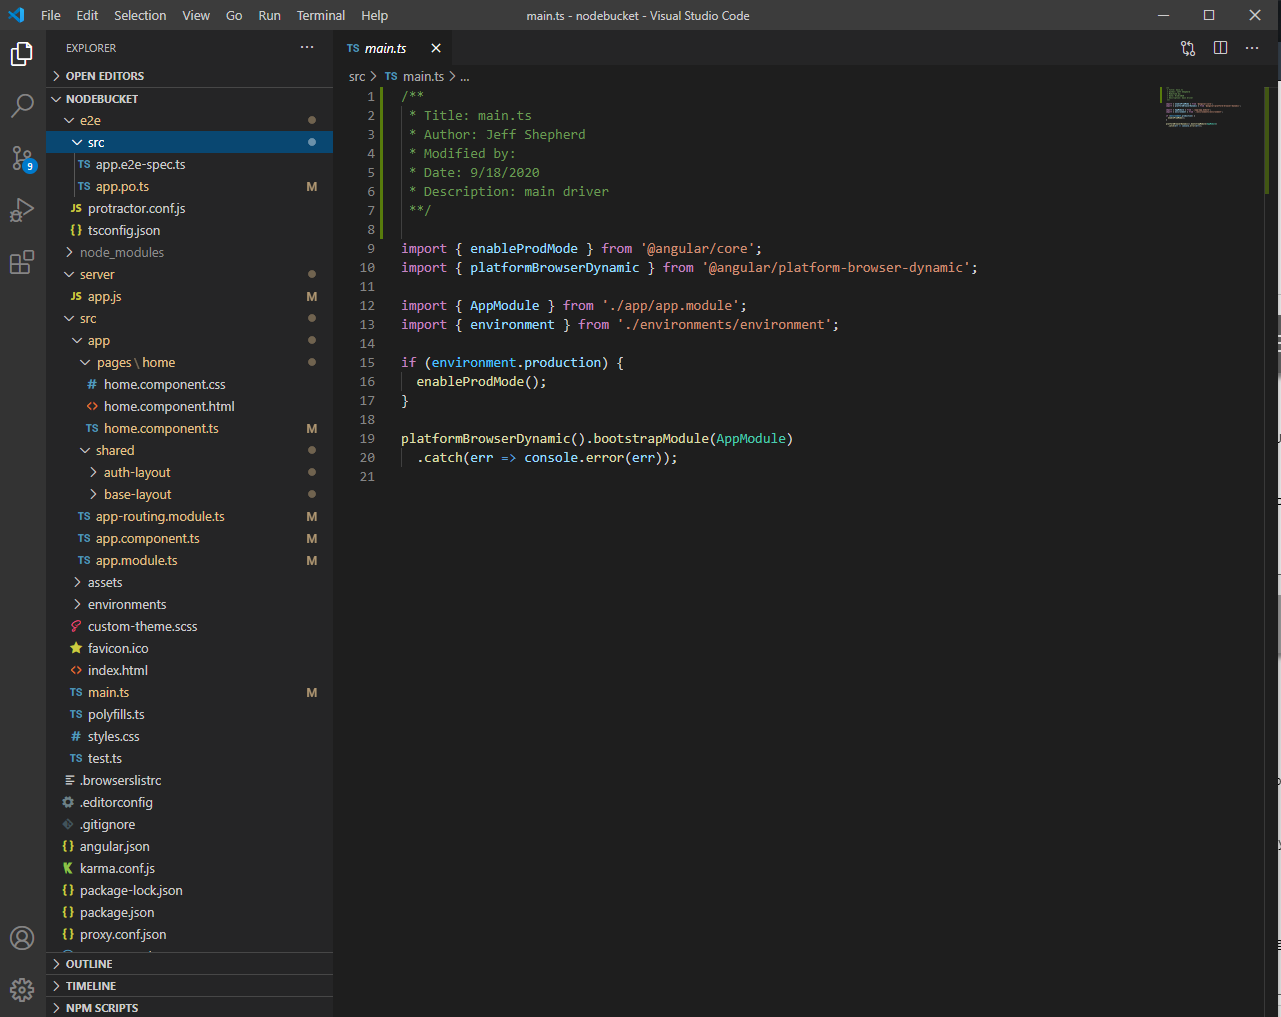 File Edit Selection View Go Run Terminal Help
main.ts - nodebucket - Visual Studio Code
EXPLORER
OPEN EDITORS
NODEBUCKET
e2e
src
TS app.e2e-spec.ts
TS app.po.ts M
JS protractor.conf.js
{} tsconfig.json
node_modules
server
JS app.js M
src
app
pages \ home
# home.component.css
<> home.component.html
TS home.component.ts M
shared
auth-layout
base-layout
TS app-routing.module.ts M
TS app.component.ts M
TS app.module.ts M
assets
environments
custom-theme.scss
favicon.ico
<> index.html
TS main.ts M
TS polyfills.ts
# styles.css
TS test.ts
.browserslistrc
.editorconfig
.gitignore
{} angular.json
K karma.conf.js
{} package-lock.json
{} package.json
{} proxy.conf.json
OUTLINE
TIMELINE
NPM SCRIPTS
9
TS main.ts
src > TS main.ts > ...
1 /**
2 * Title: main.ts
3 * Author: Jeff Shepherd
4 * Modified by:
5 * Date: 9/18/2020
6 * Description: main driver
7 **/
8
9 import { enableProdMode } from '@angular/core';
10 import { platformBrowserDynamic } from '@angular/platform-browser-dynamic';
11
12 import { AppModule } from './app/app.module';
13 import { environment } from './environments/environment';
14
15 if (environment.production) {
16 enableProdMode();
17 }
18
19 platformBrowserDynamic().bootstrapModule(AppModule)
20 .catch(err => console.error(err));
21